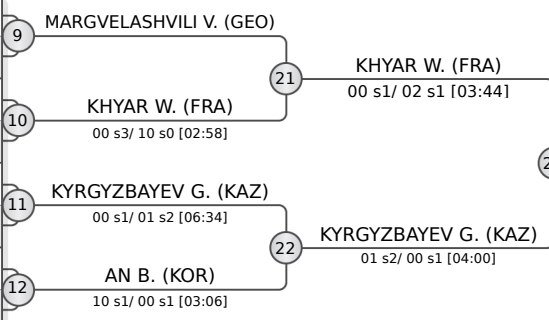 MARGVELASHVILI V. (GEO)
9
21
KHYAR W. (FRA)
00 s1/ 02 s1 [03:44]
KHYAR W. (FRA)
10
00 s3/ 10 s0 [02:58]
KYRGYZBAYEV G. (KAZ)
11
00 s1/ 01 s2 [06:34]
22
KYRGYZBAYEV G. (KAZ)
01 s2/ 00 s1 [04:00]
AN B. (KOR)
12
10 s1/ 00 s1 [03:06]